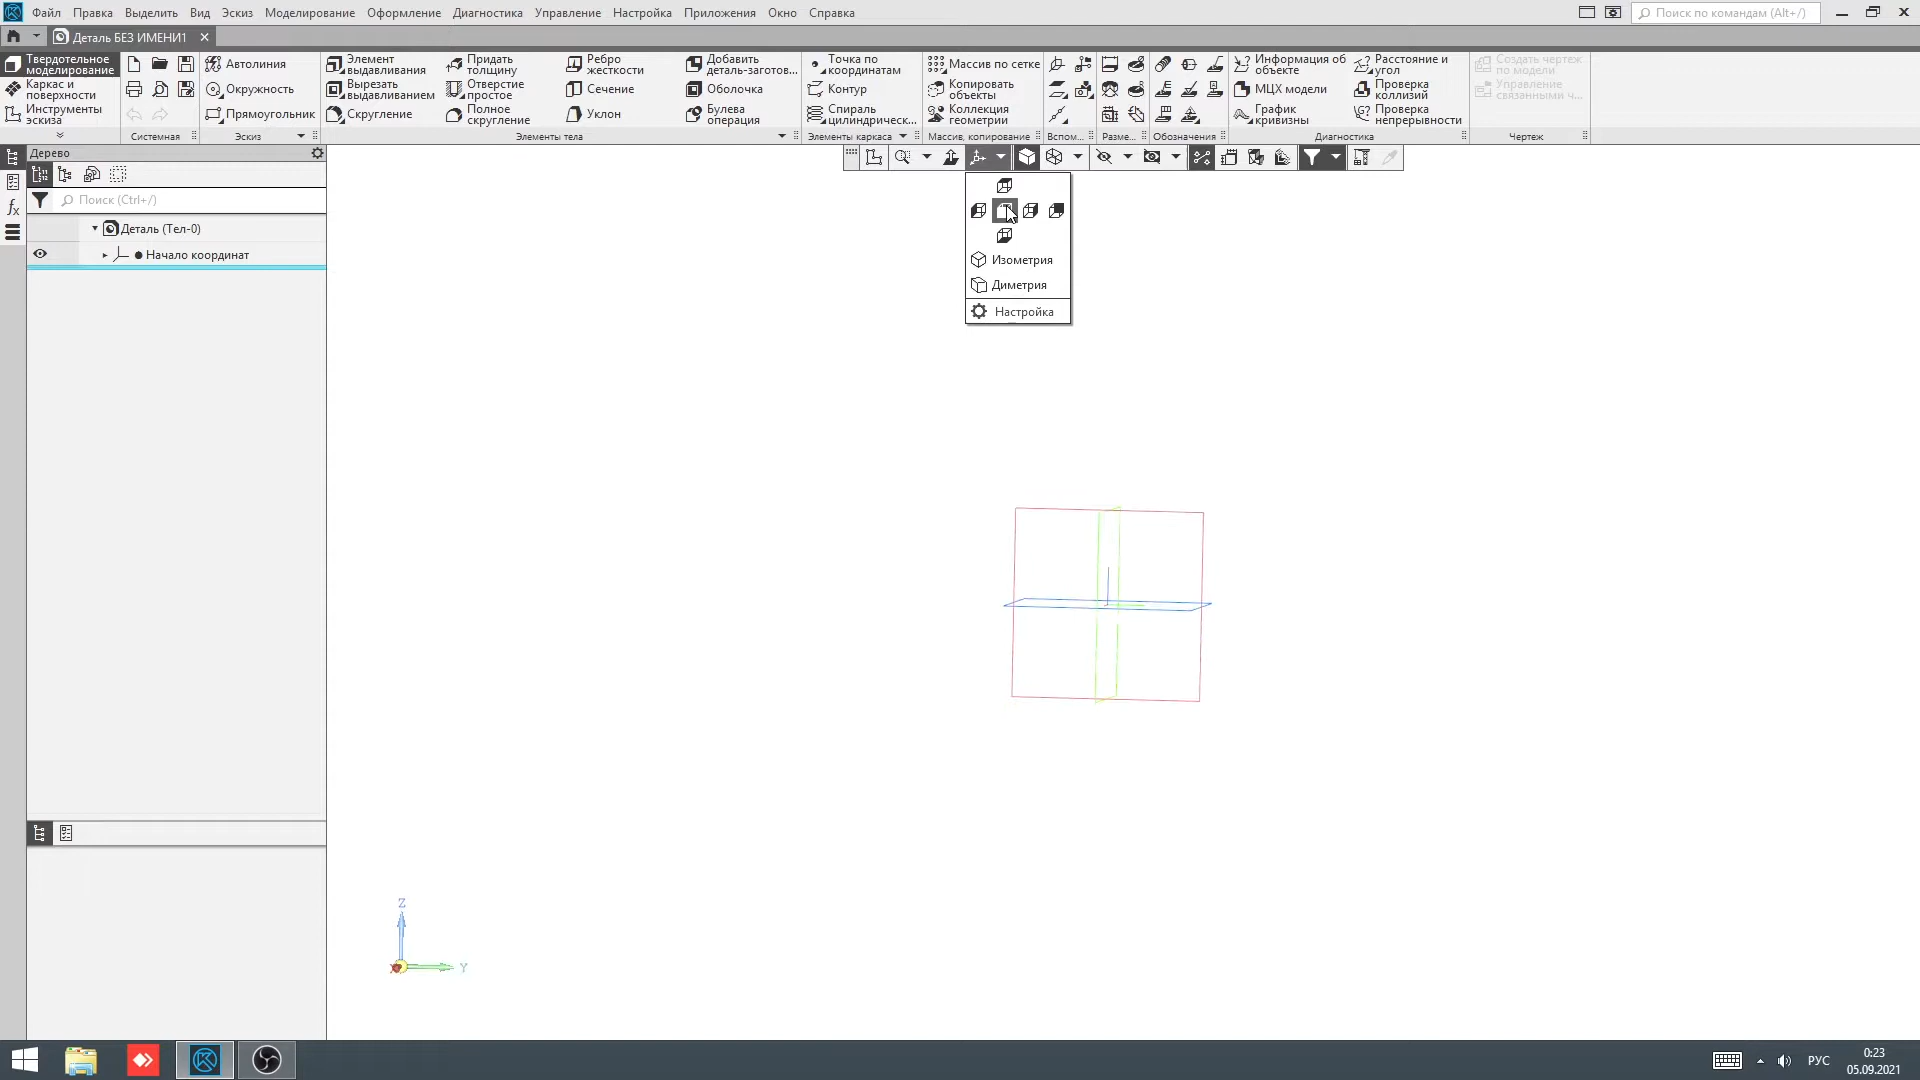 Файл Правка Выделить Вид Эскиз Моделирование Оформление Диагностика Управление Настройка Приложения Окно Справка
Поиск по командам (Alt+/)
Деталь БЕЗ ИМЕНИ1
Твердотельное
моделирование
Каркас и
поверхности
Инструменты
эскиза
Системная
Автолиния
Окружность
Прямоугольник
Эскиз
Элемент
выдавливания
Вырезать
выдавливанием
Скругление
Придать
толщину
Отверстие
простое
Полное
скругление
Ребро
жесткости
Сечение
Уклон
Добавить
деталь-заготов...
Оболочка
Булева
операция
Элементы тела
Точка по
координатам
Контур
Спираль
цилиндрическ...
Элементы каркаса
Массив по сетке
Копировать
объекты
Коллекция
геометрии
Массив, копирование
Вспом...
Разме...
Обозначения
Информация об
объекте
МЦХ модели
График
кривизны
Расстояние и
угол
Проверка
коллизий
Проверка
непрерывности
Диагностика
Создать чертеж
по модели
Управление
связанными ч...
Чертеж
Дерево
Поиск (Ctrl+/)
Деталь (Тел-0)
Начало координат
Изометрия
Диметрия
Настройка
Z
Y
X
РУС
0:23
05.09.2021